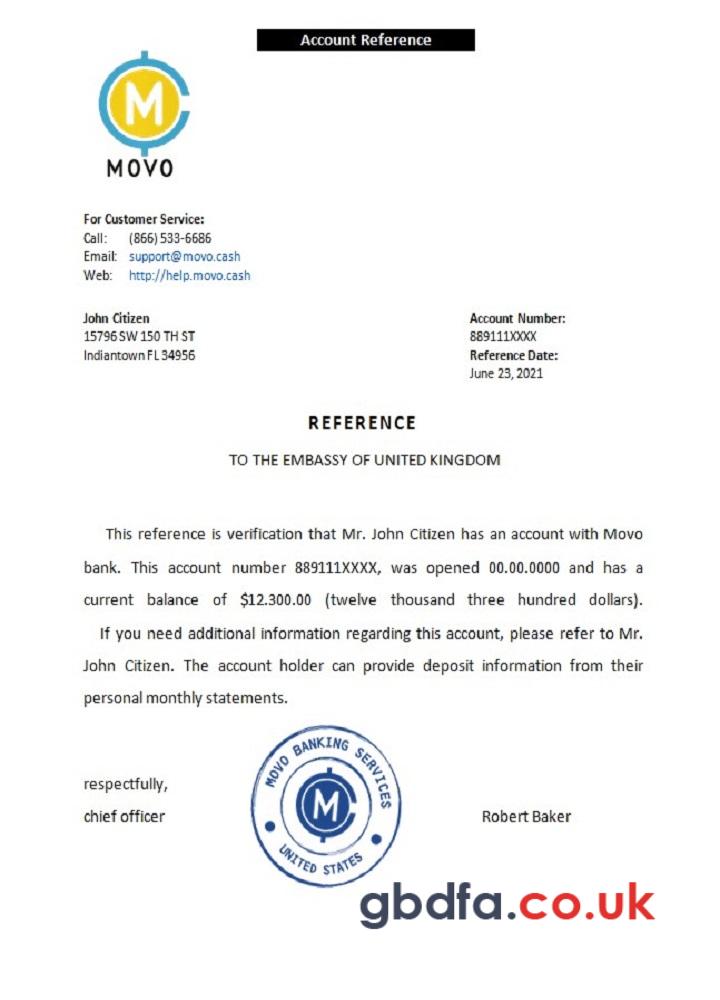 Account Reference
M
MOVO
For Customer Service:
Call: (866) 533-6686
Email: support@movo.cash
Web: http://help.movo.cash
John Citizen
15796 SW 150 TH ST
Indiantown FL 34956
Account Number:
889111XXXX
Reference Date:
June 23, 2021
REFERENCE
TO THE EMBASSY OF UNITED KINGDOM
This reference is verification that Mr. John Citizen has an account with Movo
bank. This account number 889111XXXX, was opened 00.00.0000 and has a
current balance of $12.300.00 (twelve thousand three hundred dollars).
If you need additional information regarding this account, please refer to Mr.
John Citizen. The account holder can provide deposit information from their
personal monthly statements.
respectfully,
chief officer
MOVO BANKING SERVICES
M
UNITED STATES
Robert Baker
gbdfa.co.uk